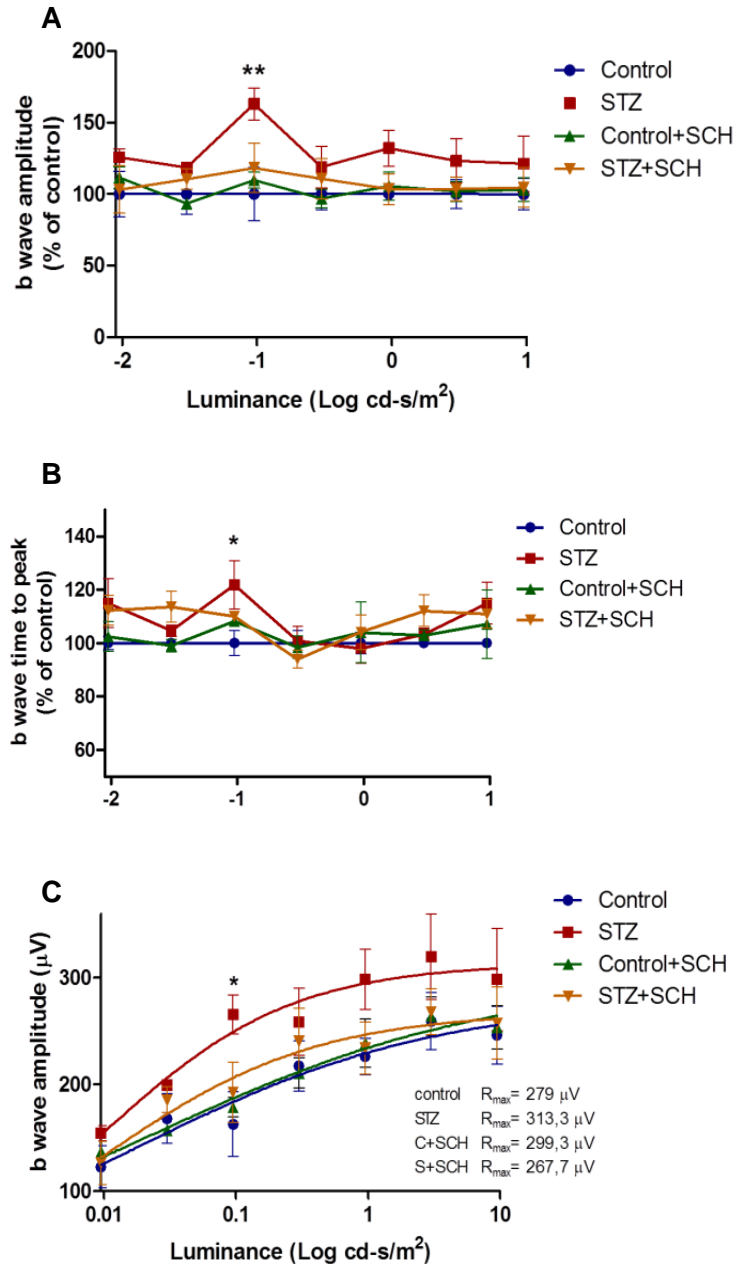 A
200
150
100
50
0
**
-2 -1 0 1
b wave amplitude
(% of control)
Luminance (Log cd-s/m²)
Control
STZ
Control+SCH
STZ+SCH
B
140
120
100
80
60
*
-2 -1 0 1
b wave time to peak
(% of control)
Control
STZ
Control+SCH
STZ+SCH
C
300
200
100
*
0.01 0.1 1 10
b wave amplitude (µV)
Luminance (Log cd-s/m²)
Control
STZ
Control+SCH
STZ+SCH
control Rmax= 279 µV
STZ Rmax= 313,3 µV
C+SCH Rmax= 299,3 µV
S+SCH Rmax= 267,7 µV